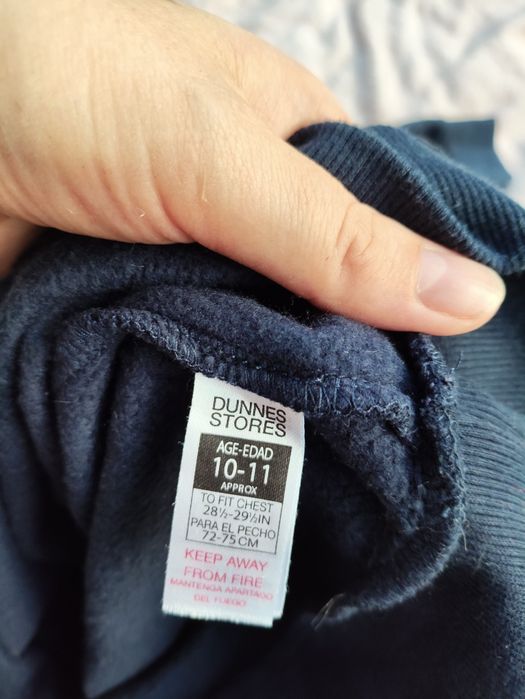 DUNNES
STORES
AGE-EDAD
10-11
APPROX
TO FIT CHEST
28½-29½IN
PARA EL PECHO
72-75CM
KEEP AWAY
FROM FIRE
MANTENGA APARTADO
DEL FUEGO